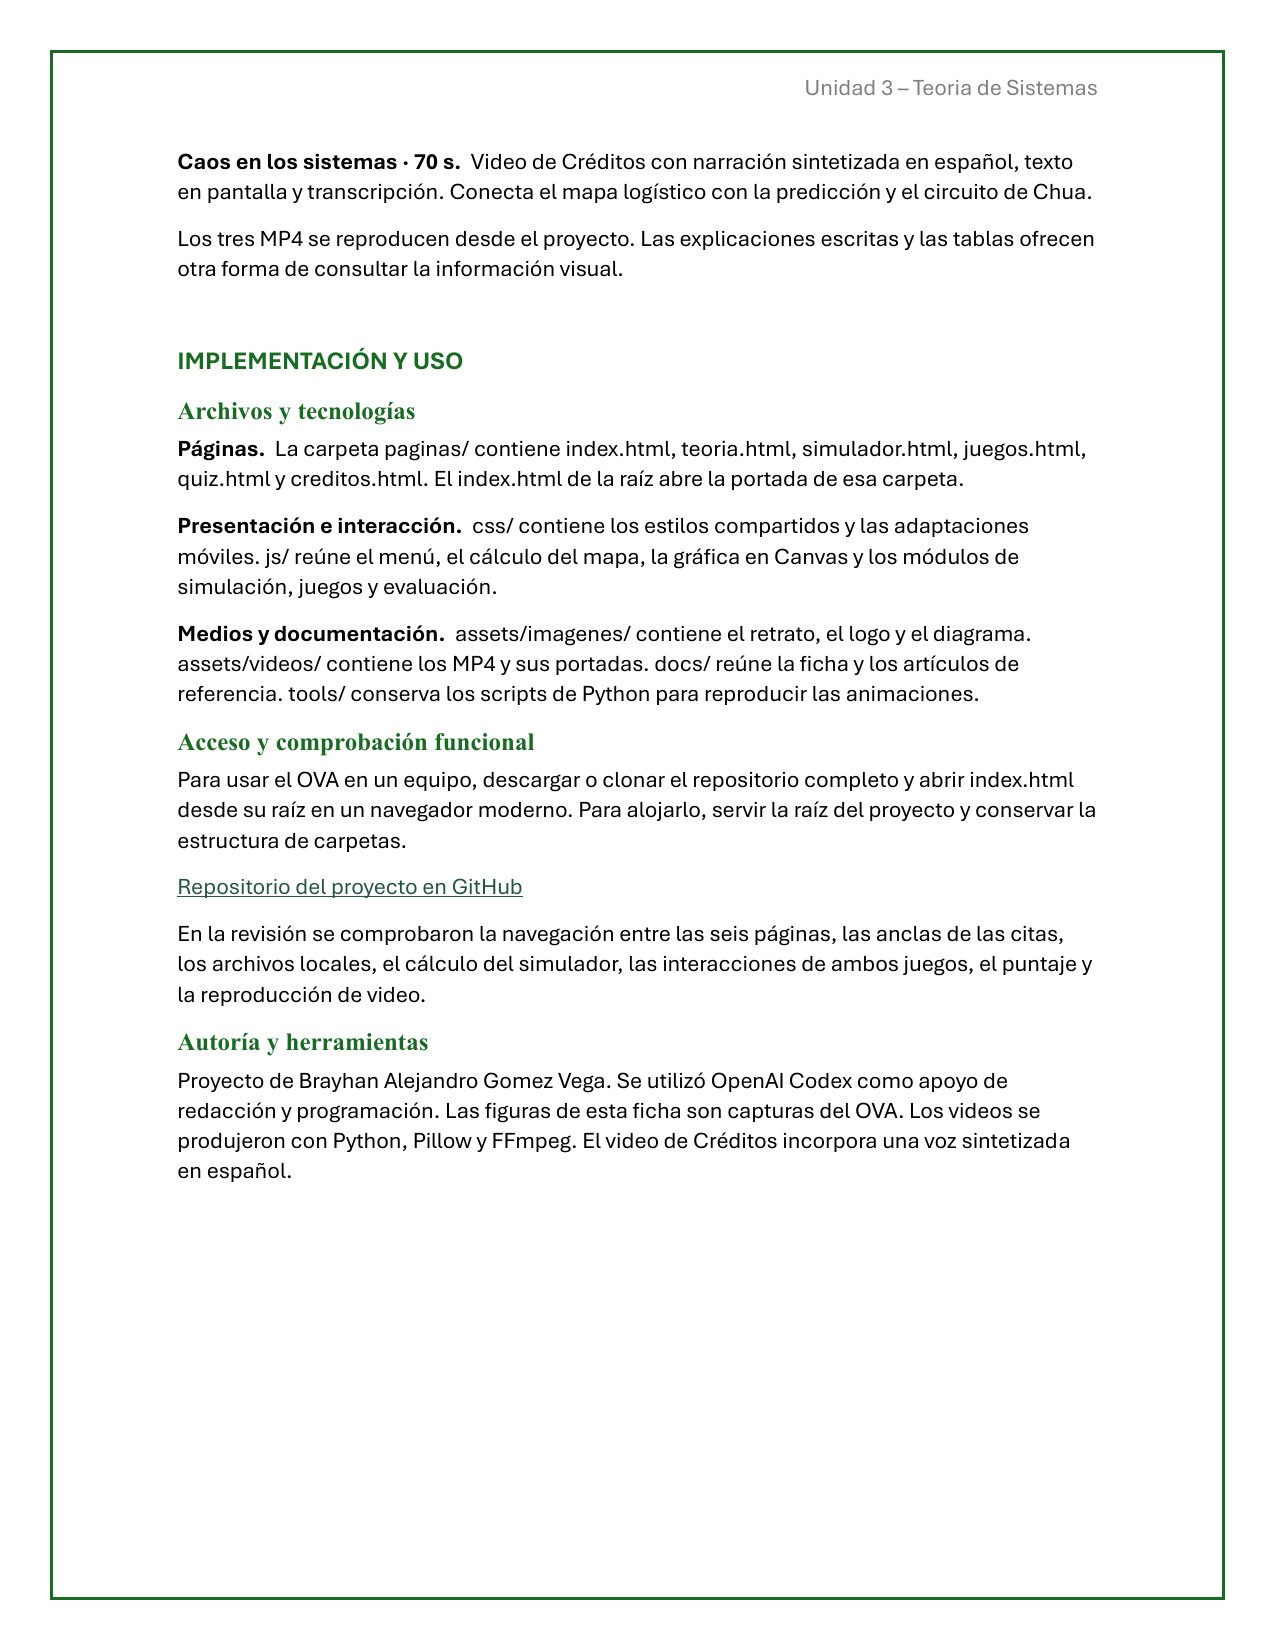 Unidad 3 – Teoria de Sistemas
Caos en los sistemas · 70 s. Video de Créditos con narración sintetizada en español, texto
en pantalla y transcripción. Conecta el mapa logístico con la predicción y el circuito de Chua.
Los tres MP4 se reproducen desde el proyecto. Las explicaciones escritas y las tablas ofrecen
otra forma de consultar la información visual.
IMPLEMENTACIÓN Y USO
Archivos y tecnologías
Páginas. La carpeta paginas/ contiene index.html, teoria.html, simulador.html, juegos.html,
quiz.html y creditos.html. El index.html de la raíz abre la portada de esa carpeta.
Presentación e interacción. css/ contiene los estilos compartidos y las adaptaciones
móviles. js/ reúne el menú, el cálculo del mapa, la gráfica en Canvas y los módulos de
simulación, juegos y evaluación.
Medios y documentación. assets/imagenes/ contiene el retrato, el logo y el diagrama.
assets/videos/ contiene los MP4 y sus portadas. docs/ reúne la ficha y los artículos de
referencia. tools/ conserva los scripts de Python para reproducir las animaciones.
Acceso y comprobación funcional
Para usar el OVA en un equipo, descargar o clonar el repositorio completo y abrir index.html
desde su raíz en un navegador moderno. Para alojarlo, servir la raíz del proyecto y conservar la
estructura de carpetas.
Repositorio del proyecto en GitHub
En la revisión se comprobaron la navegación entre las seis páginas, las anclas de las citas,
los archivos locales, el cálculo del simulador, las interacciones de ambos juegos, el puntaje y
la reproducción de video.
Autoría y herramientas
Proyecto de Brayhan Alejandro Gomez Vega. Se utilizó OpenAI Codex como apoyo de
redacción y programación. Las figuras de esta ficha son capturas del OVA. Los videos se
produjeron con Python, Pillow y FFmpeg. El video de Créditos incorpora una voz sintetizada
en español.